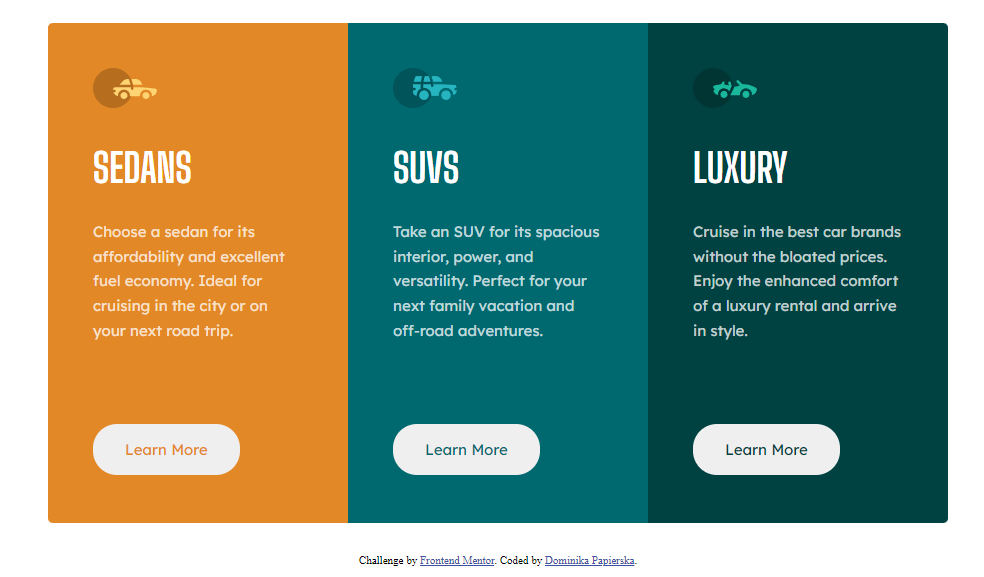 SEDANS
Choose a sedan for its
affordability and excellent
fuel economy. Ideal for
cruising in the city or on
your next road trip.
Learn More
SUVS
Take an SUV for its spacious
interior, power, and
versatility. Perfect for your
next family vacation and
off-road adventures.
Learn More
LUXURY
Cruise in the best car brands
without the bloated prices.
Enjoy the enhanced comfort
of a luxury rental and arrive
in style.
Learn More
Challenge by Frontend Mentor. Coded by Dominika Papierska.